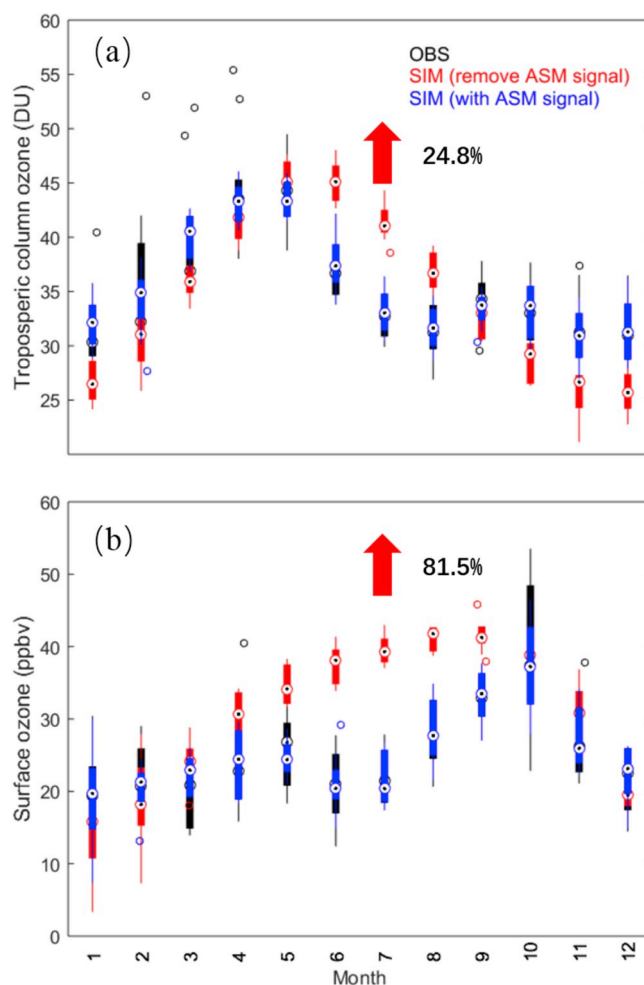 (a)
OBS
SIM (remove ASM signal)
SIM (with ASM signal)
24.8%
60
55
50
45
40
35
30
25
Tropospheric column ozone (DU)
(b)
81.5%
60
50
40
30
20
10
0
Surface ozone (ppbv)
1 2 3 4 5 6 7 8 9 10 11 12
Month